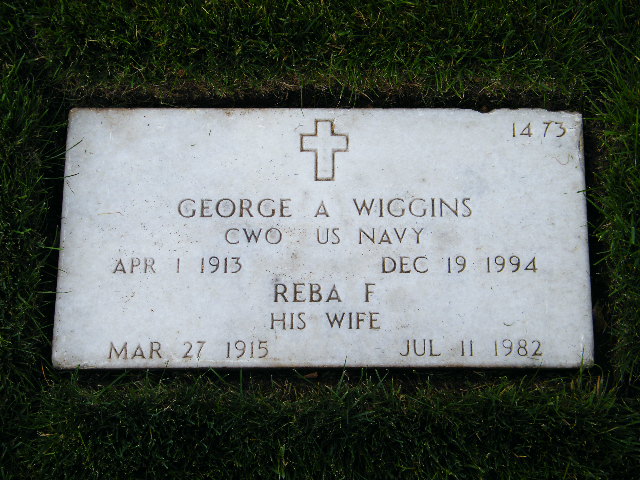 1473
GEORGE A WIGGINS
CWO US NAVY
APR 1 1913 DEC 19 1994
REBA F
HIS WIFE
MAR 27 1915 JUL 11 1982